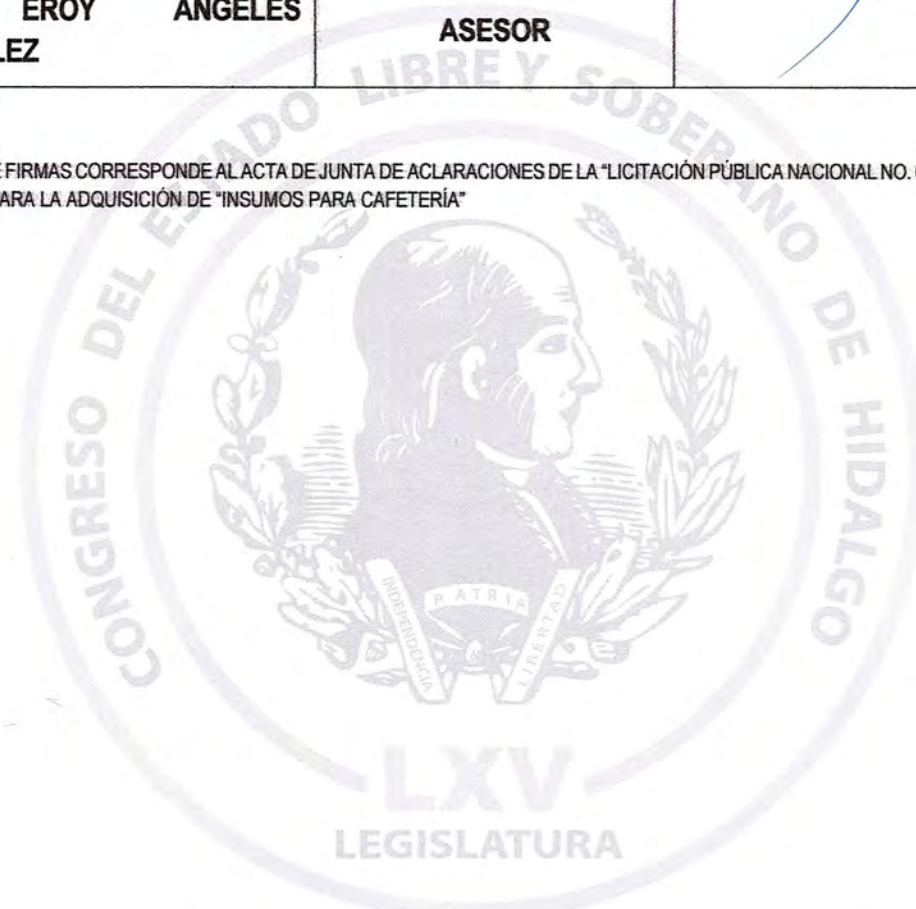 EROY ANGELES
LEZ
ASESOR
FIRMAS CORRESPONDE AL ACTA DE JUNTA DE ACLARACIONES DE LA “LICITACIÓN PÚBLICA NACIONAL NO.
ARA LA ADQUISICIÓN DE “INSUMOS PARA CAFETERÍA”
CONGRESO DEL ESTADO LIBRE Y SOBERANO DE HIDALGO
INDEPENDENCIA
PATRIA
LIBERTAD
LXV
LEGISLATURA